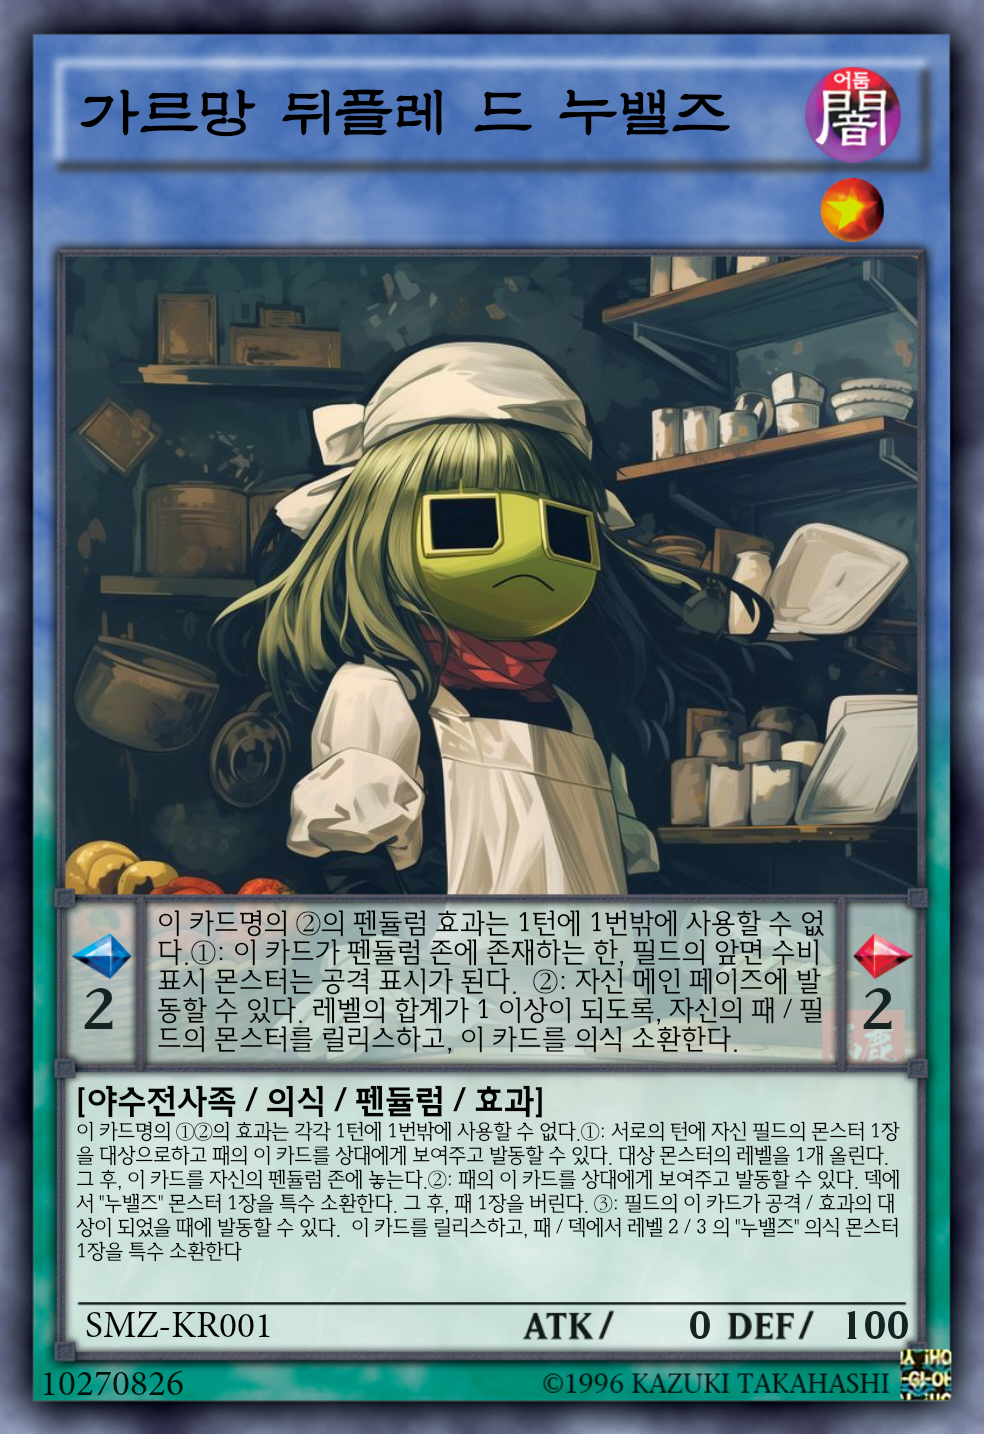 가르망 뒤플레 드 누밸즈
어둠
闇
이 카드명의 ②의 펜듈럼 효과는 1턴에 1번밖에 사용할 수 없
다.①: 이 카드가 펜듈럼 존에 존재하는 한, 필드의 앞면 수비
표시 몬스터는 공격 표시가 된다. ②: 자신 메인 페이즈에 발
동할 수 있다. 레벨의 합계가 1 이상이 되도록, 자신의 패 / 필
드의 몬스터를 릴리스하고, 이 카드를 의식 소환한다.
2
2
[야수전사족 / 의식 / 펜듈럼 / 효과]
이 카드명의 ①②의 효과는 각각 1턴에 1번밖에 사용할 수 없다.①: 서로의 턴에 자신 필드의 몬스터 1장
을 대상으로하고 패의 이 카드를 상대에게 보여주고 발동할 수 있다. 대상 몬스터의 레벨을 1개 올린다.
그 후, 이 카드를 자신의 펜듈럼 존에 놓는다.②: 패의 이 카드를 상대에게 보여주고 발동할 수 있다. 덱에
서 "누밸즈" 몬스터 1장을 특수 소환한다. 그 후, 패 1장을 버린다. ③: 필드의 이 카드가 공격 / 효과의 대
상이 되었을 때에 발동할 수 있다. 이 카드를 릴리스하고, 패 / 덱에서 레벨 2 / 3 의 "누밸즈" 의식 몬스터
1장을 특수 소환한다
SMZ-KR001
ATK / 0 DEF / 100
10270826
©1996 KAZUKI TAKAHASHI